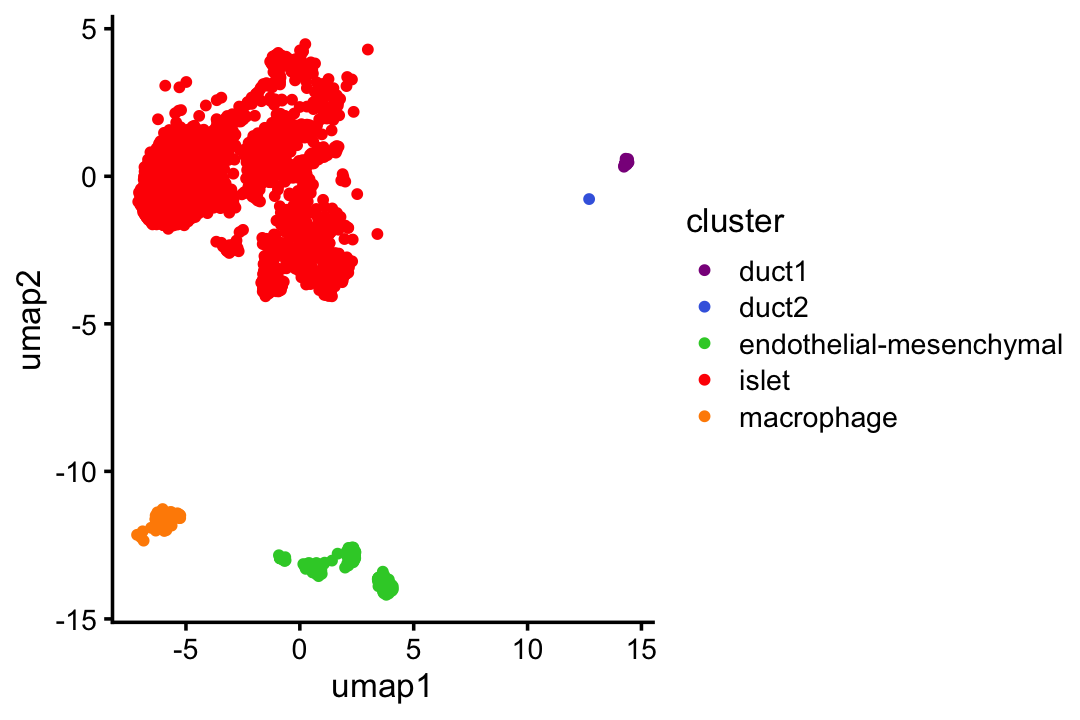 5
0
-5
-10
-15
umap2
-5 0 5 10 15
umap1
cluster
duct1
duct2
endothelial-mesenchymal
islet
macrophage